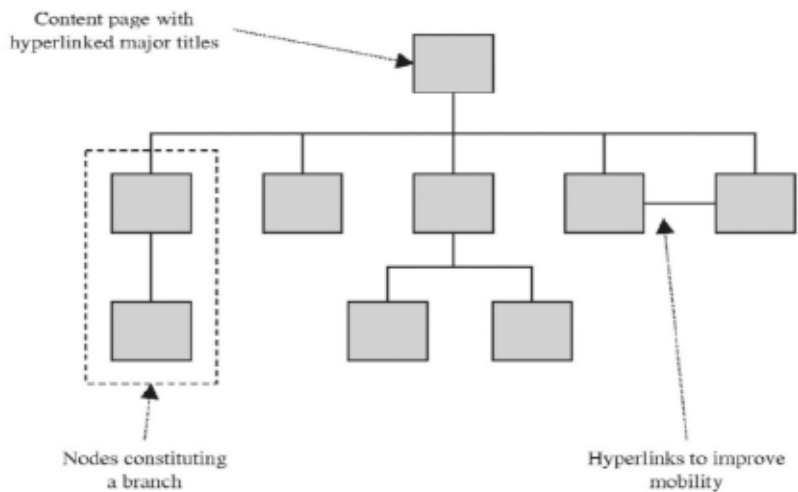 Content page with
hyperlinked major titles
Nodes constituting
a branch
Hyperlinks to improve
mobility